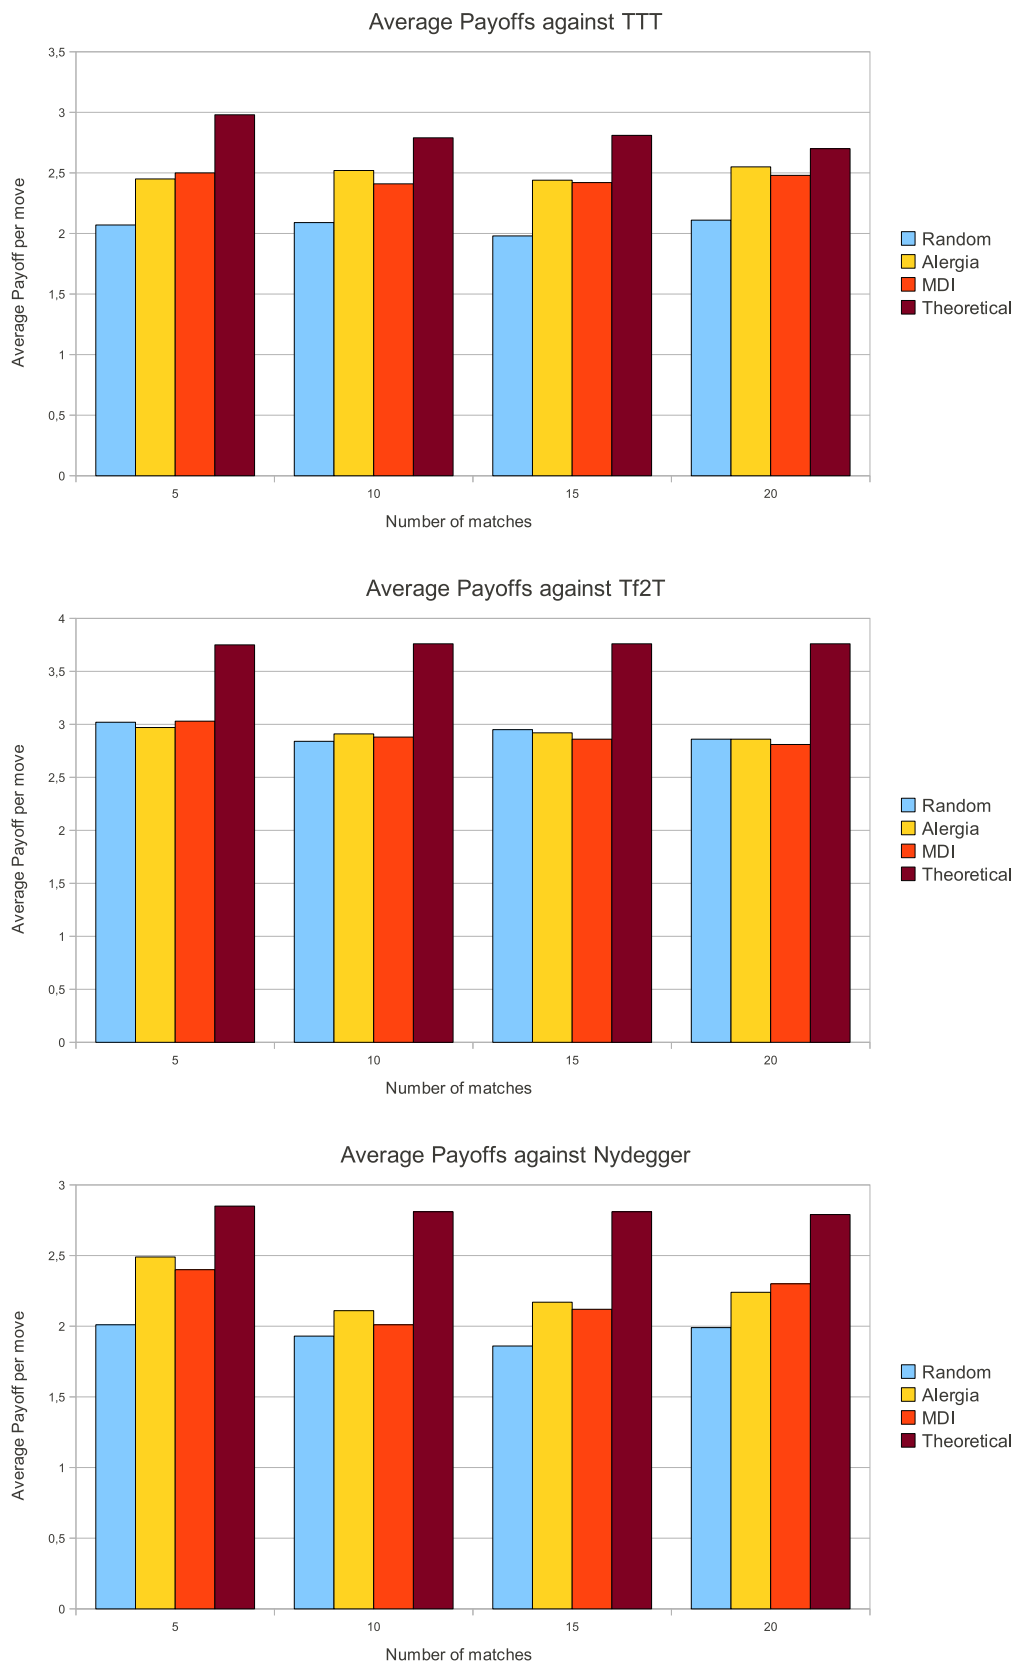 Average Payoffs against TTT
3,5
3
2,5
2
1,5
1
0,5
0
Average Payoff per move
5 10 15 20
Number of matches
Random
Alergia
MDI
Theoretical
Average Payoffs against Tf2T
4
3,5
3
2,5
2
1,5
1
0,5
0
Average Payoff per move
5 10 15 20
Number of matches
Random
Alergia
MDI
Theoretical
Average Payoffs against Nydegger
3
2,5
2
1,5
1
0,5
0
Average Payoff per move
5 10 15 20
Number of matches
Random
Alergia
MDI
Theoretical